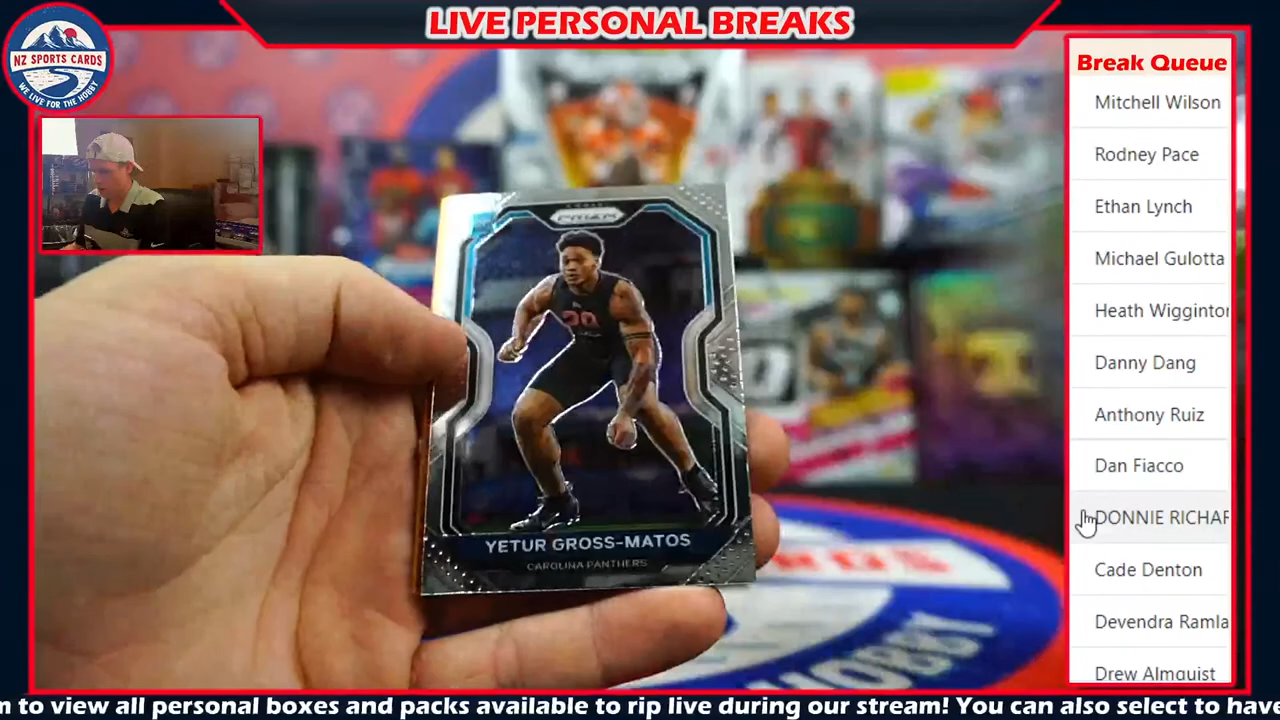 LIVE PERSONAL BREAKS
NZ SPORTS CARDS
WE LIVE FOR THE HOBBY
Break Queue
Mitchell Wilson
Rodney Pace
Ethan Lynch
Michael Gulotta
Heath Wigginton
Danny Dang
Anthony Ruiz
Dan Fiacco
DONNIE RICHAR
Cade Denton
Devendra Ramla
Drew Almquist
PRIZM
YETUR GROSS-MATOS
CAROLINA PANTHERS
HOBBY
m to view all personal boxes and packs available to rip live during our stream! You can also select to have